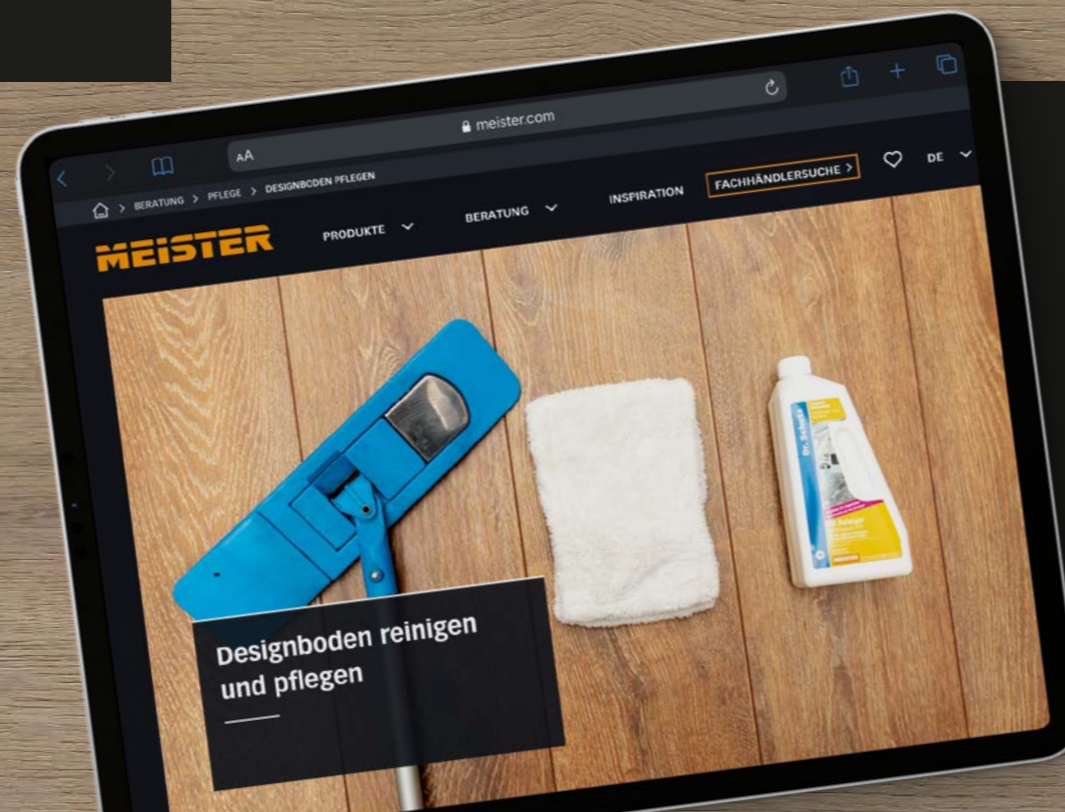 AA
meister.com
BERATUNG > PFLEGE > DESIGNBODEN PFLEGEN
MEiSTER
PRODUKTE
BERATUNG
INSPIRATION
FACHHÄNDLERSUCHE >
DE
Dr. Schutz
Designboden reinigen
und pflegen